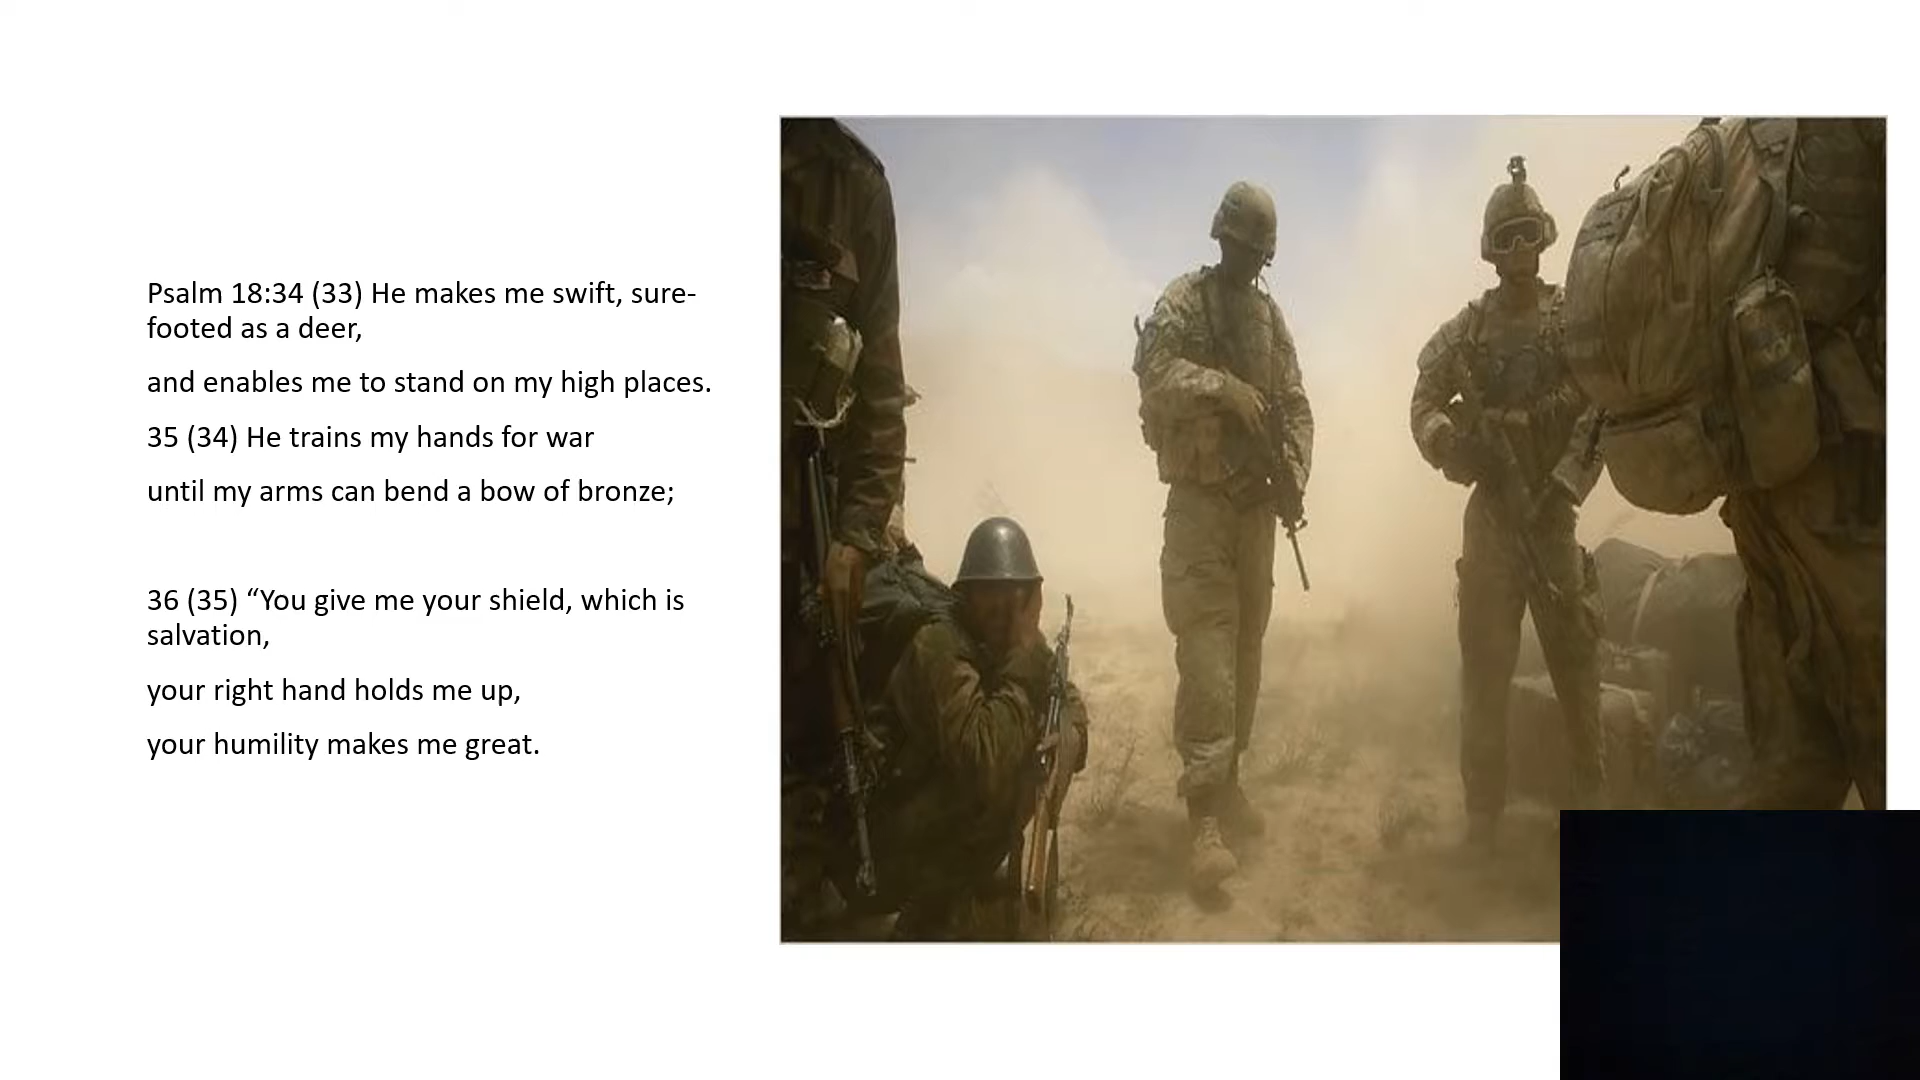 Psalm 18:34 (33) He makes me swift, sure-
footed as a deer,
and enables me to stand on my high places.
35 (34) He trains my hands for war
until my arms can bend a bow of bronze;
36 (35) “You give me your shield, which is
salvation,
your right hand holds me up,
your humility makes me great.